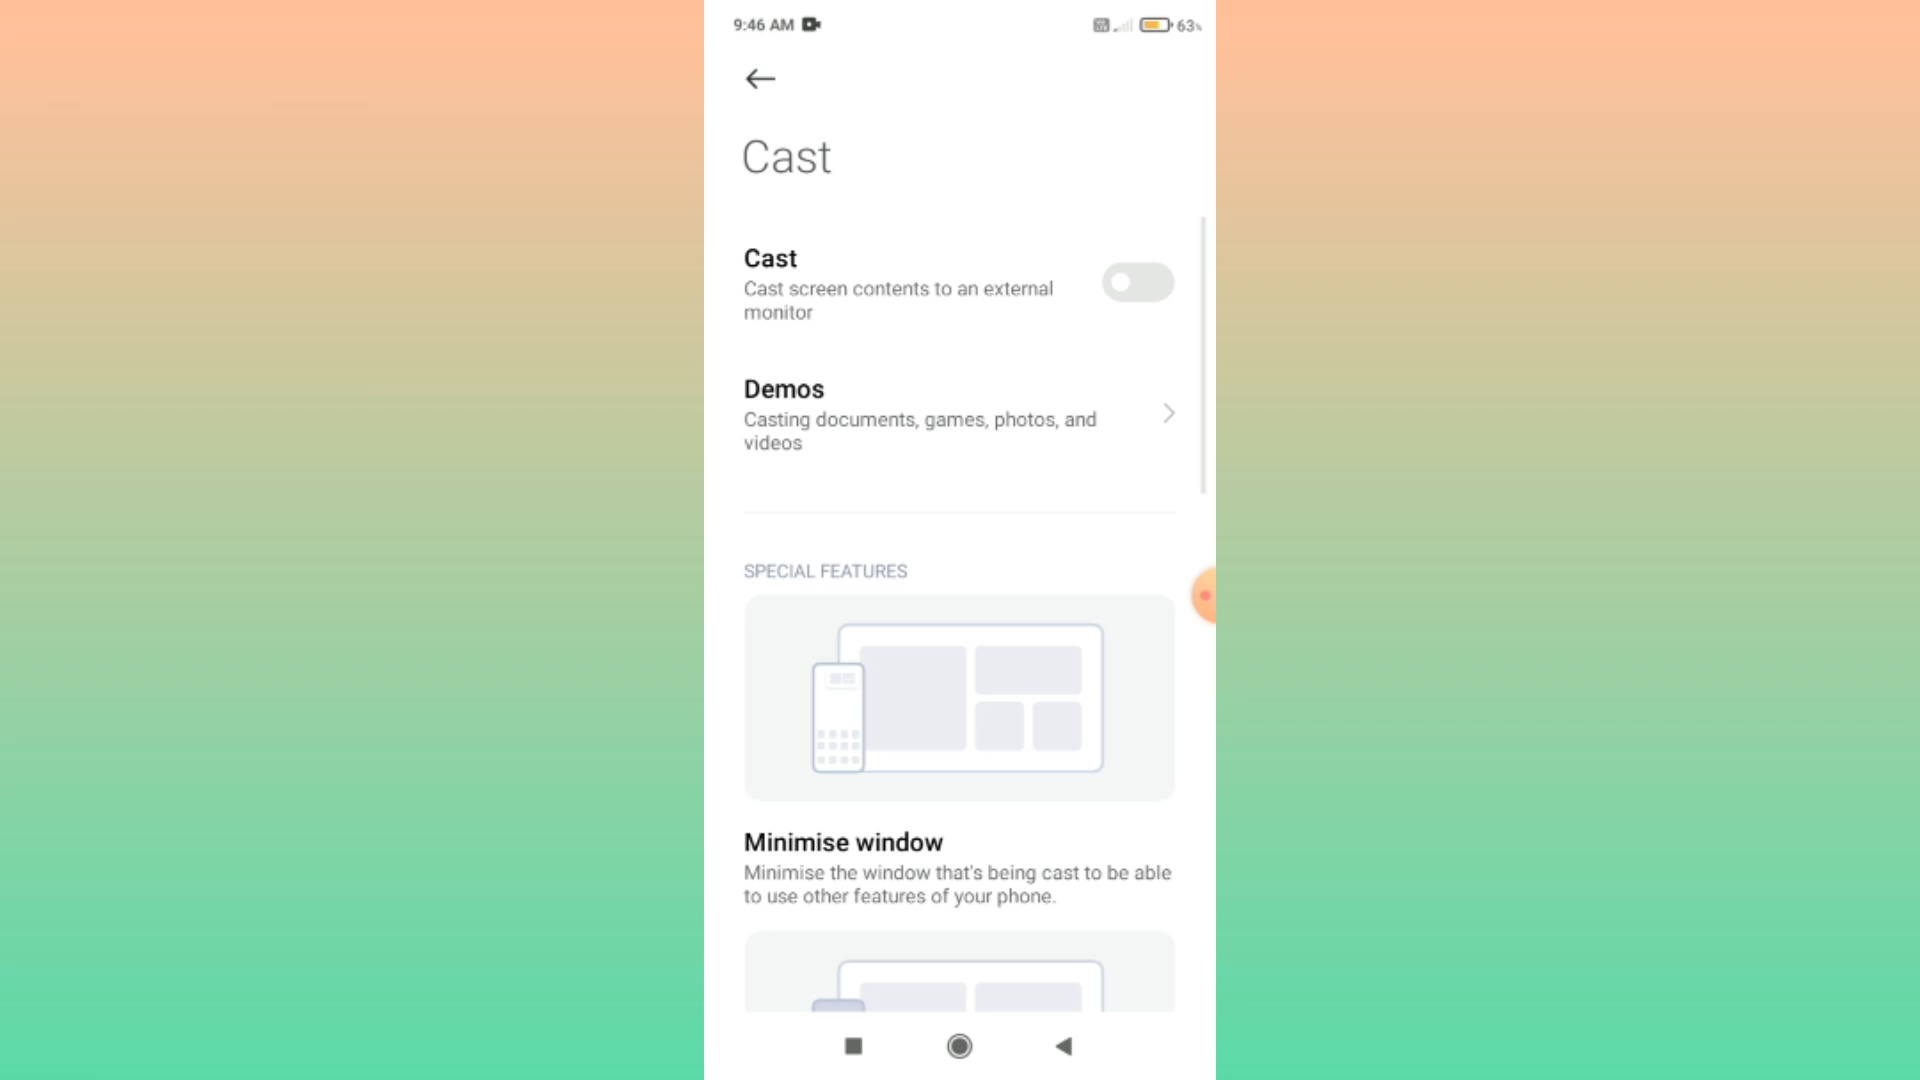 9:46 AM
63%
Cast
Cast
Cast screen contents to an external
monitor
Demos
Casting documents, games, photos, and
videos
SPECIAL FEATURES
Minimise window
Minimise the window that's being cast to be able
to use other features of your phone.